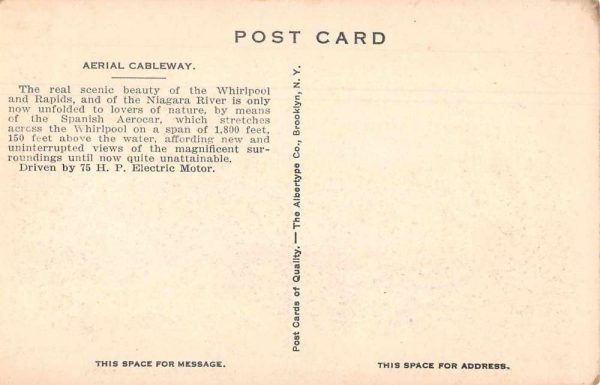 POST CARD
AERIAL CABLEWAY.
The real scenic beauty of the Whirlpool
and Rapids, and of the Niagara River is only
now unfolded to lovers of nature, by means
of the Spanish Aerocar, which stretches
across the Whirlpool on a span of 1,800 feet,
150 feet above the water, affording new and
uninterrupted views of the magnificent sur-
roundings until now quite unattainable.
Driven by 75 H. P. Electric Motor.
Post Cards of Quality. — The Albertype Co., Brooklyn, N. Y.
THIS SPACE FOR MESSAGE.
THIS SPACE FOR ADDRESS.